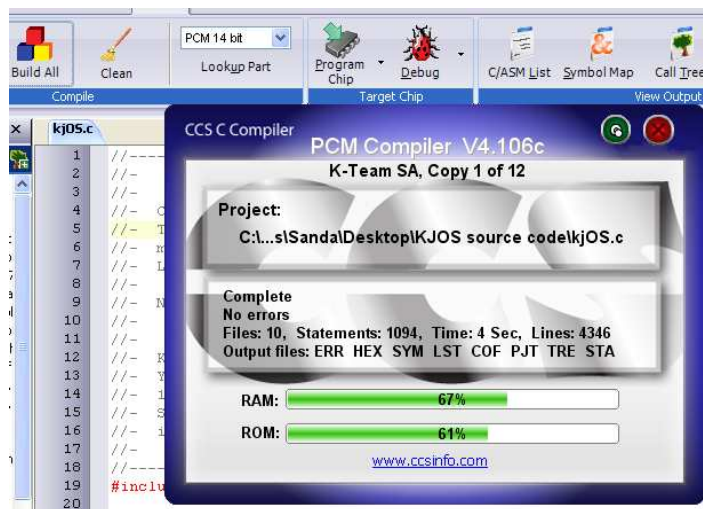 PCM 14 bit
Build All
Clean
Lookup Part
Program
Chip
Debug
C/ASM List
Symbol Map
Call Tree
Compile
Target Chip
View Output
kjOS.c
CCS C Compiler
PCM Compiler V4.106c
K-Team SA, Copy 1 of 12
Project:
C:\...s\Sanda\Desktop\KJOS source code\kjOS.c
Complete
No errors
Files: 10, Statements: 1094, Time: 4 Sec, Lines: 4346
Output files: ERR HEX SYM LST COF PJT TRE STA
RAM: 67%
ROM: 61%
www.ccsinfo.com
1 //----
2 //-
3 //-
4 //- C
5 //- T
6 //- m
7 //- L
8 //-
9 //- N
10 //-
11 //-
12 //- K
13 //- Y
14 //- 1
15 //- S
16 //- i
17 //-
18 //----
19 #inclu
20